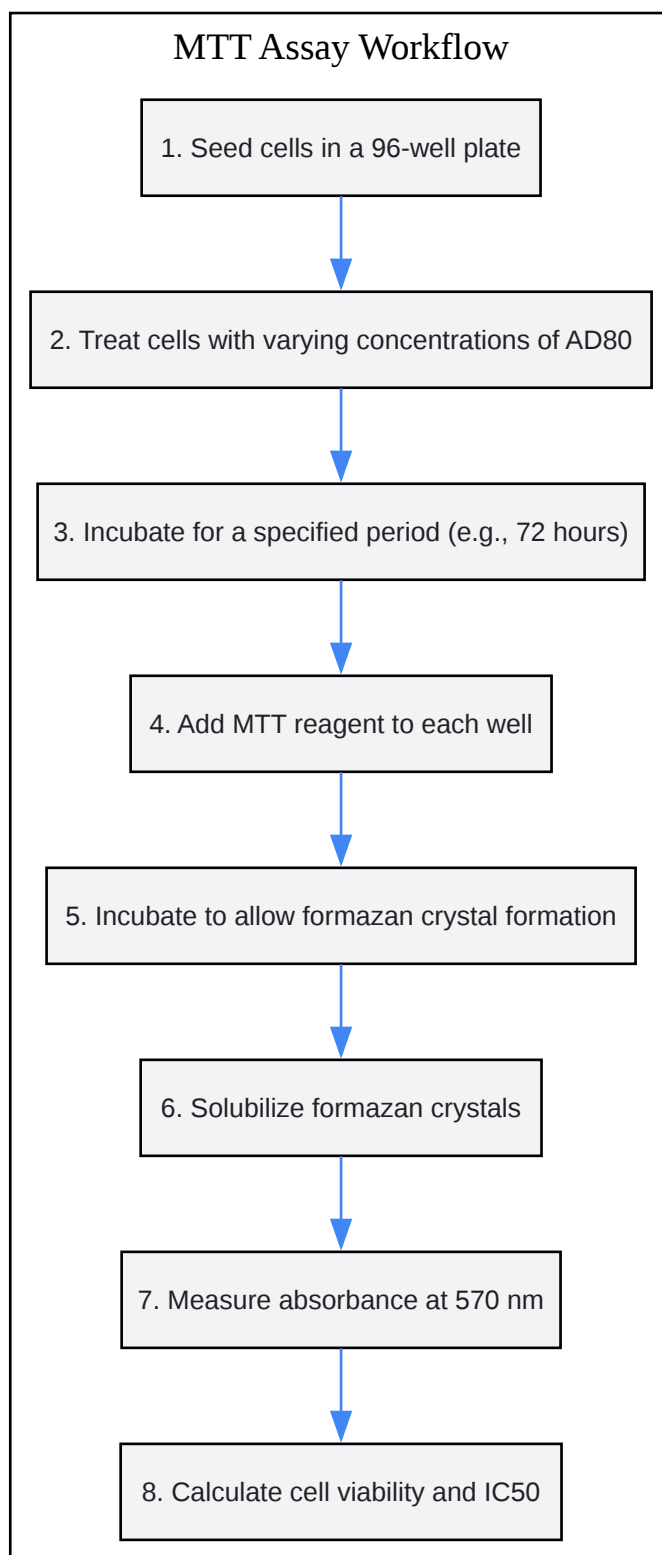 MTT Assay Workflow
1. Seed cells in a 96-well plate
2. Treat cells with varying concentrations of AD80
3. Incubate for a specified period (e.g., 72 hours)
4. Add MTT reagent to each well
5. Incubate to allow formazan crystal formation
6. Solubilize formazan crystals
7. Measure absorbance at 570 nm
8. Calculate cell viability and IC50